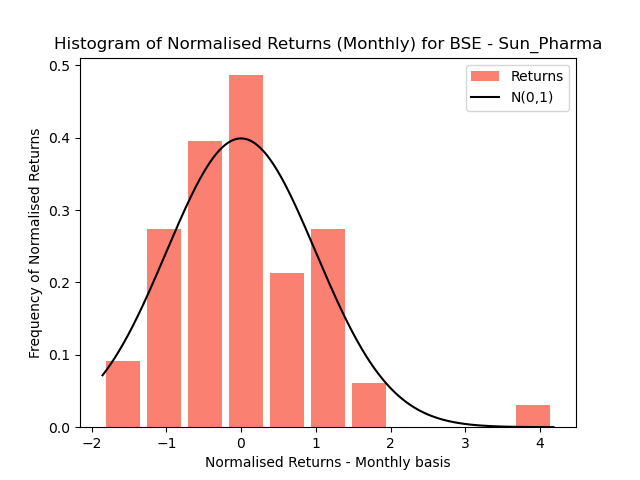 Histogram of Normalised Returns (Monthly) for BSE - Sun_Pharma
Returns
N(0,1)
Frequency of Normalised Returns
0.5
0.4
0.3
0.2
0.1
0.0
−2 −1 0 1 2 3 4
Normalised Returns - Monthly basis